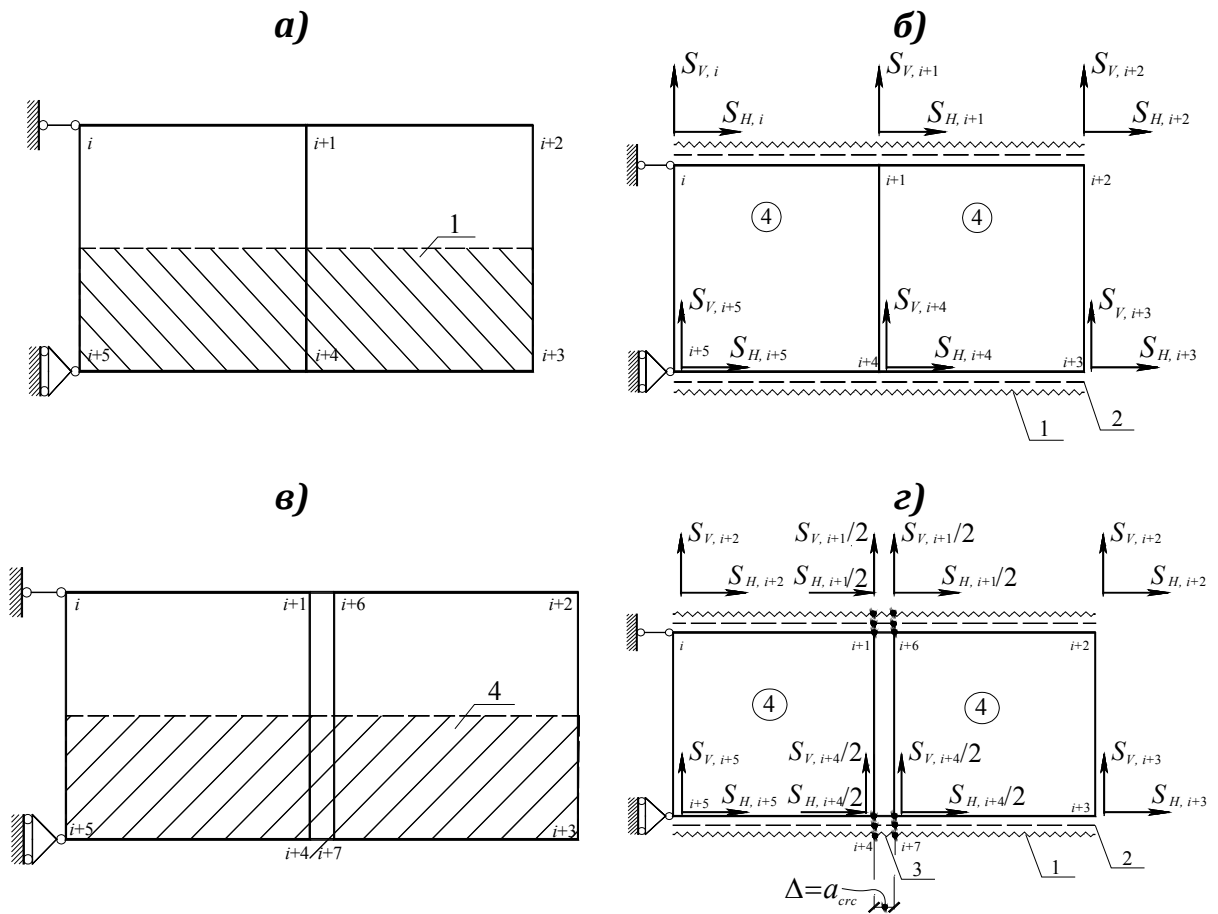 а)
i
i+1
i+2
1
i+5
i+4
i+3
б)
S_{V, i} S_{V, i+1} S_{V, i+2}
S_{H, i} S_{H, i+1} S_{H, i+2}
i
i+1
i+2
4
4
S_{V, i+5} S_{V, i+4} S_{V, i+3}
i+5 S_{H, i+5} i+4 S_{H, i+4} i+3 S_{H, i+3}
1
2
в)
i
i+1
i+6
i+2
4
i+5
i+4
i+7
i+3
г)
S_{V, i+2} S_{V, i+1}/2 S_{V, i+1}/2 S_{V, i+2}
S_{H, i+2} S_{H, i+1}/2 S_{H, i+1}/2 S_{H, i+2}
i
i+1
i+6
i+2
4
4
S_{V, i+5} S_{V, i+4}/2 S_{V, i+4}/2 S_{V, i+3}
i+5 S_{H, i+5} S_{H, i+4}/2 S_{H, i+4}/2 i+3 S_{H, i+3}
i+4
i+7
3
1
2
Δ=a_{crc}